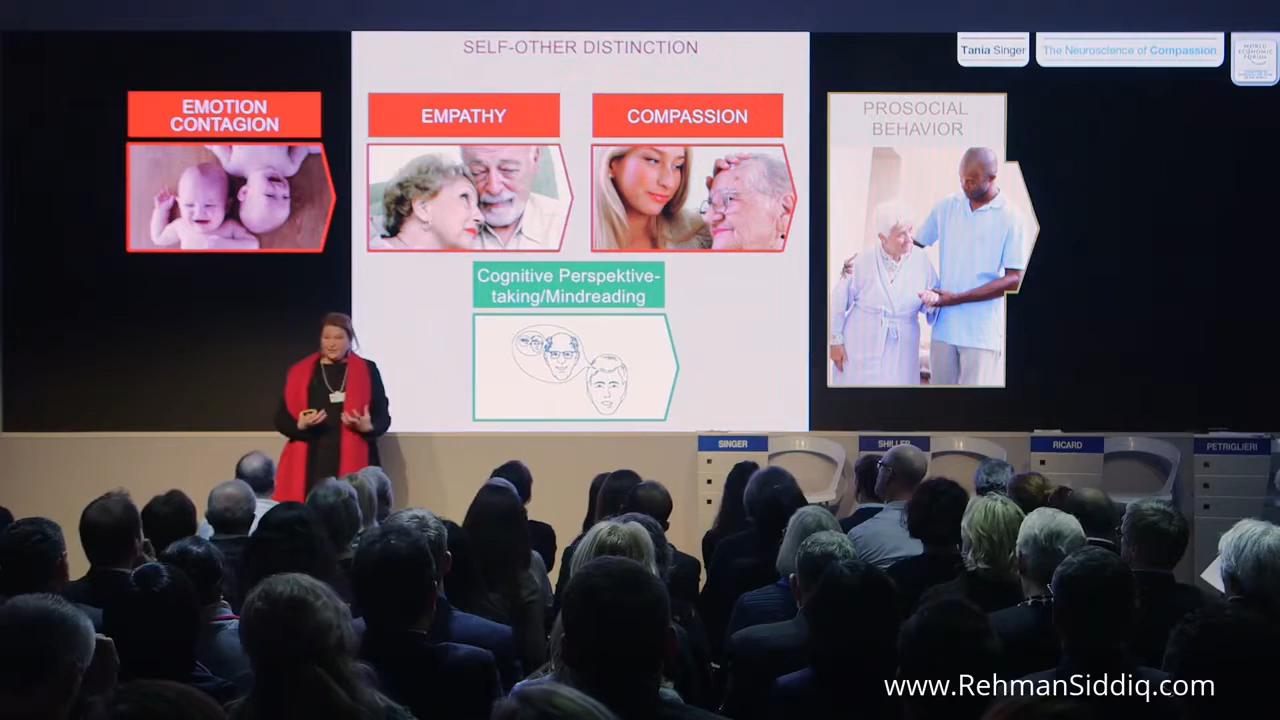 SELF-OTHER DISTINCTION
Tania Singer
The Neuroscience of Compassion
WORLD
ECONOMIC
FORUM
EMOTION
CONTAGION
EMPATHY
COMPASSION
PROSOCIAL
BEHAVIOR
Cognitive Perspektive-
taking/Mindreading
SINGER
SHILLER
RICARD
PETRIGLIERI
www.RehmanSiddiq.com